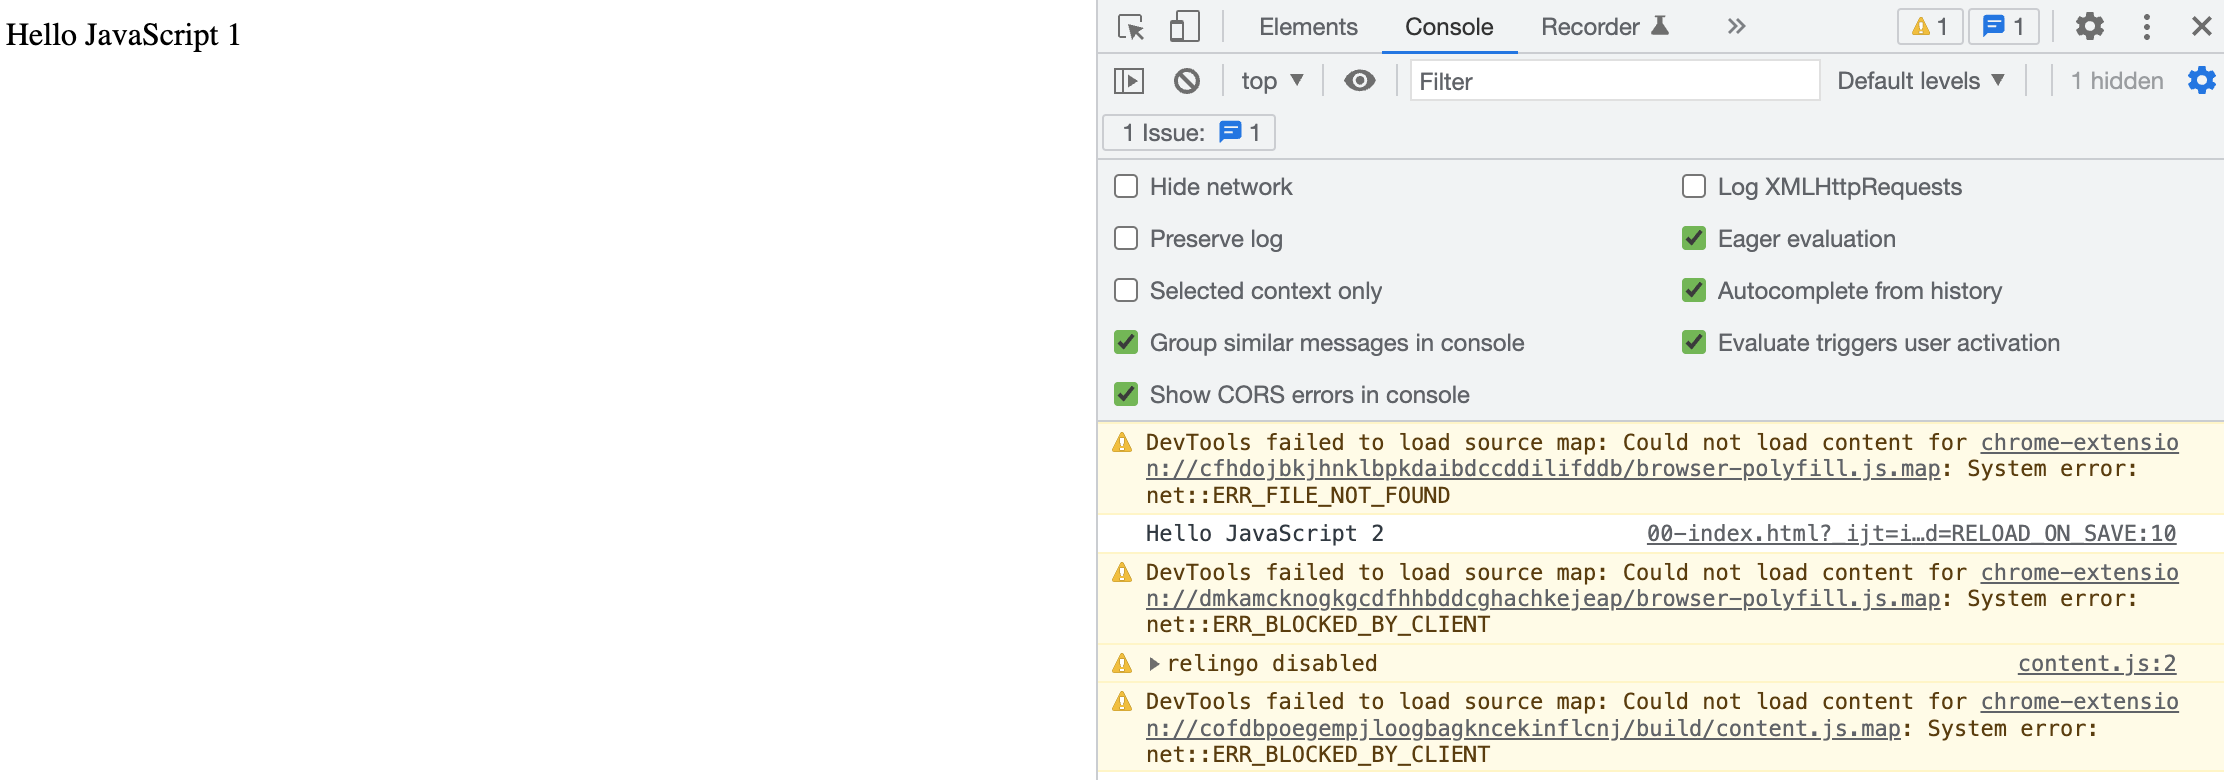 Hello JavaScript 1
Elements Console Recorder 1 1
top Filter Default levels 1 hidden
1 Issue: 1
Hide network Log XMLHttpRequests
Preserve log Eager evaluation
Selected context only Autocomplete from history
Group similar messages in console Evaluate triggers user activation
Show CORS errors in console
DevTools failed to load source map: Could not load content for chrome-extensio
n://cfhdojbkjhnklbpkdaibdccddilifddb/browser-polyfill.js.map: System error:
net::ERR_FILE_NOT_FOUND
Hello JavaScript 2 00-index.html?_ijt=i…d=RELOAD_ON_SAVE:10
DevTools failed to load source map: Could not load content for chrome-extensio
n://dmkamcknogkgcdfhhbddcghachkejeap/browser-polyfill.js.map: System error:
net::ERR_BLOCKED_BY_CLIENT
relingo disabled content.js:2
DevTools failed to load source map: Could not load content for chrome-extensio
n://cofdbpoegempjloogbagkncekinflcnj/build/content.js.map: System error:
net::ERR_BLOCKED_BY_CLIENT